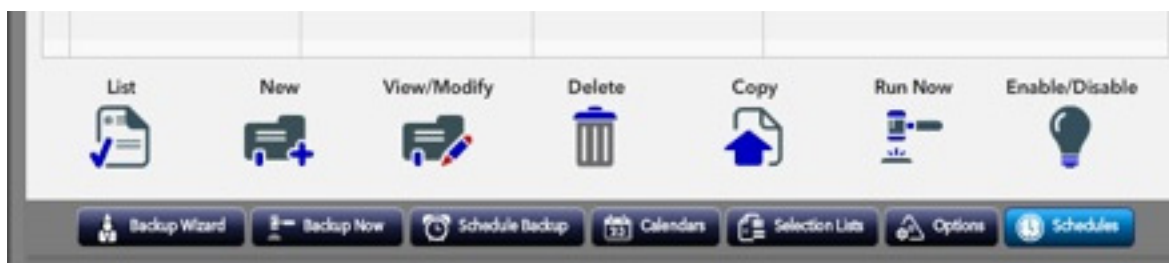 List New View/Modify Delete Copy Run Now Enable/Disable
Backup Wizard Backup Now Schedule Backup Calendars Selection Lists Options Schedules